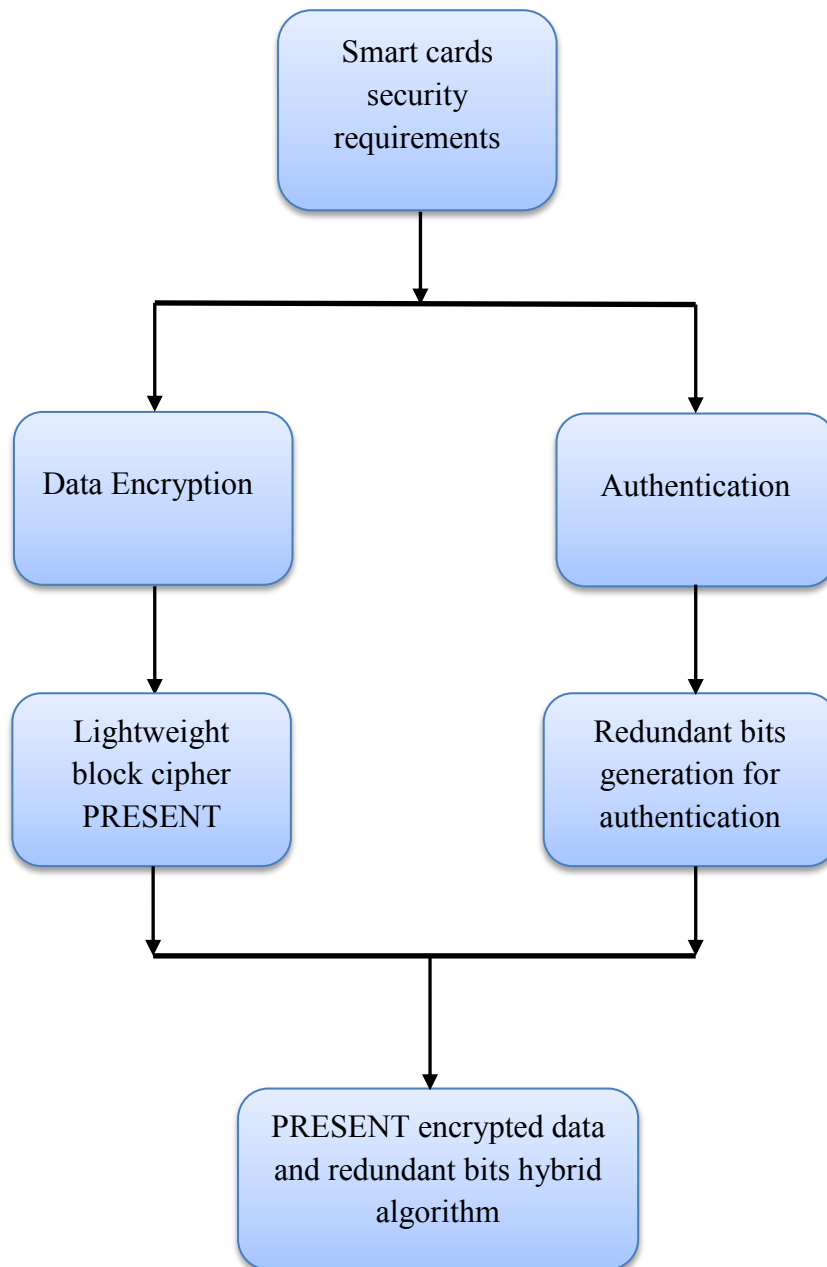 Smart cards
security
requirements
Data Encryption
Authentication
Lightweight
block cipher
PRESENT
Redundant bits
generation for
authentication
PRESENT encrypted data
and redundant bits hybrid
algorithm